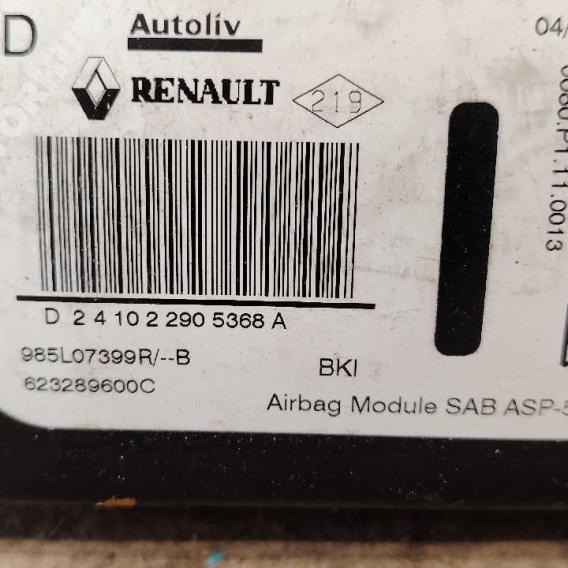 D
Autoliv
04/
RENAULT
219
0080.P1.11.0013
D 2 4 10 2 290 5368 A
985L07399R/--B
BKI
623289600C
Airbag Module SAB ASP-